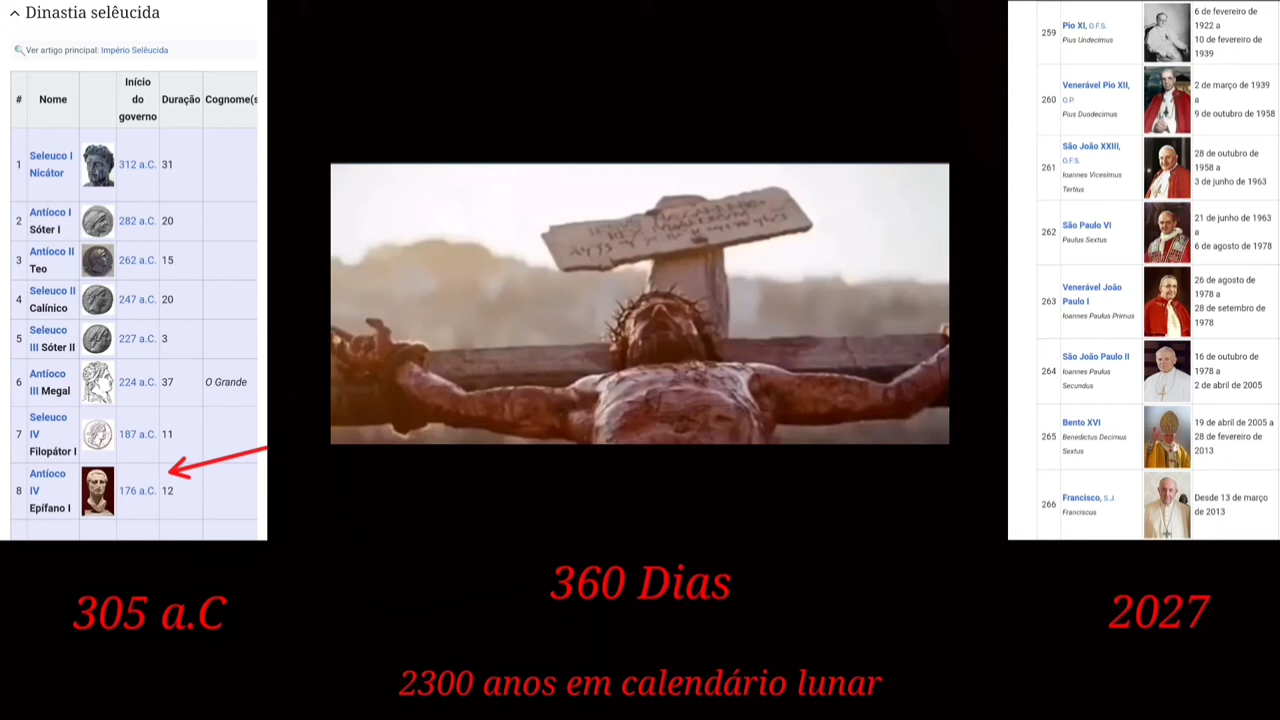 Dinastia selêucida
Ver artigo principal: Império Selêucida
# Nome Início do governo Duração Cognome(s
1 Seleuco I Nicátor 312 a.C. 31
2 Antíoco I Sóter I 282 a.C. 20
3 Antíoco II Teo 262 a.C. 15
4 Seleuco II Calínico 247 a.C. 20
5 Seleuco III Sóter II 227 a.C. 3
6 Antíoco III Megal 224 a.C. 37 O Grande
7 Seleuco IV Filopátor I 187 a.C. 11
8 Antíoco IV Epífano I 176 a.C. 12
305 a.C
360 Dias
2300 anos em calendário lunar
259 Pio XI, O.F.S. Pius Undecimus 6 de fevereiro de 1922 a 10 de fevereiro de 1939
260 Venerável Pio XII, O.P. Pius Duodecimus 2 de março de 1939 a 9 de outubro de 1958
261 São João XXIII, O.F.S. Ioannes Vicesimus Tertius 28 de outubro de 1958 a 3 de junho de 1963
262 São Paulo VI Paulus Sextus 21 de junho de 1963 a 6 de agosto de 1978
263 Venerável João Paulo I Ioannes Paulus Primus 26 de agosto de 1978 a 28 de setembro de 1978
264 São João Paulo II Ioannes Paulus Secundus 16 de outubro de 1978 a 2 de abril de 2005
265 Bento XVI Benedictus Decimus Sextus 19 de abril de 2005 a 28 de fevereiro de 2013
266 Francisco, S.J. Franciscus Desde 13 de março de 2013
2027